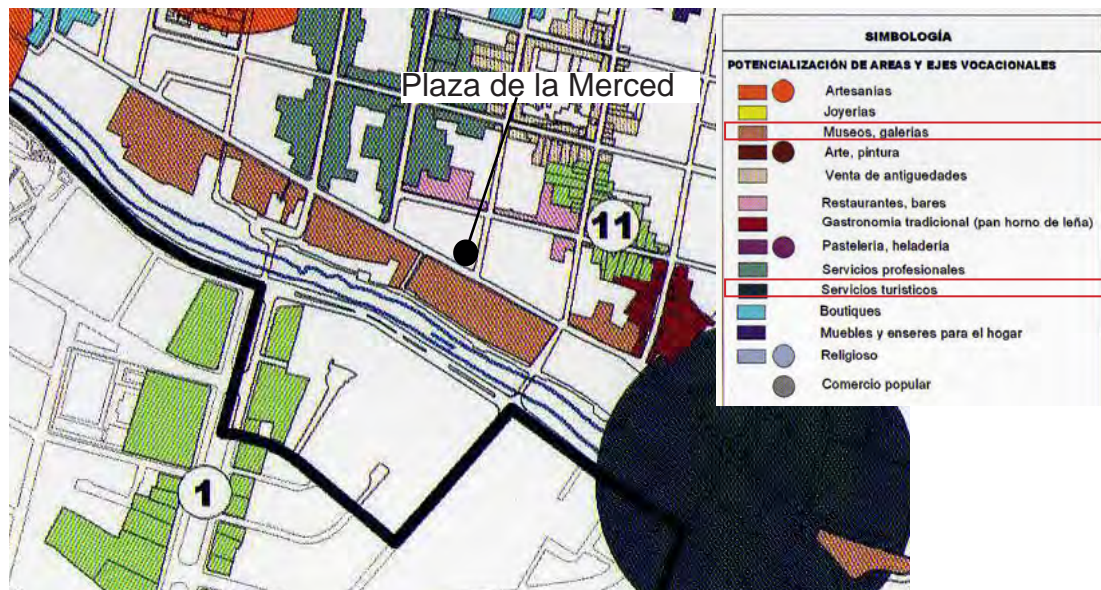 Plaza de la Merced
11
1
SIMBOLOGÍA
POTENCIALIZACIÓN DE AREAS Y EJES VOCACIONALES
Artesanias
Joyerias
Museos, galerias
Arte, pintura
Venta de antiguedades
Restaurantes, bares
Gastronomia tradicional (pan horno de leña)
Pasteleria, heladería
Servicios profesionales
Servicios turisticos
Boutiques
Muebles y enseres para el hogar
Religioso
Comercio popular